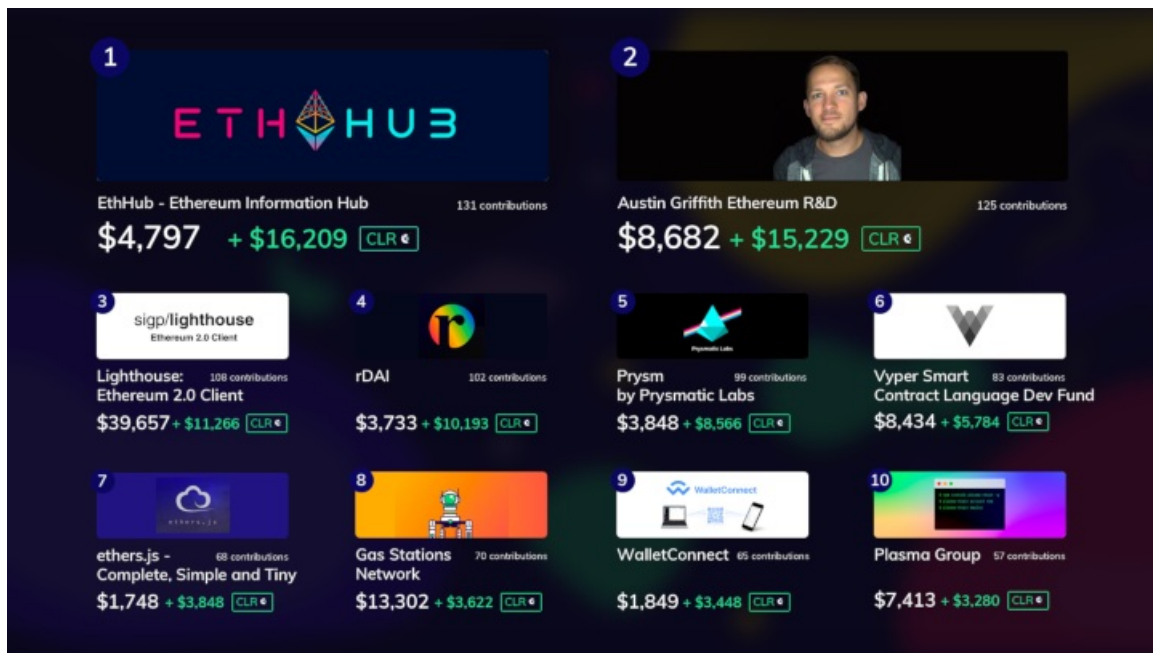 1
ETH HUB
EthHub - Ethereum Information Hub
131 contributions
$4,797 + $16,209 CLR
2
Austin Griffith Ethereum R&D
125 contributions
$8,682 + $15,229 CLR
3
sigp/lighthouse
Ethereum 2.0 Client
Lighthouse: 108 contributions
Ethereum 2.0 Client
$39,657 + $11,266 CLR
4
r
rDAI 102 contributions
$3,733 + $10,193 CLR
5
Prysmatic Labs
Prysm 99 contributions
by Prysmatic Labs
$3,848 + $8,566 CLR
6
Vyper Smart 83 contributions
Contract Language Dev Fund
$8,434 + $5,784 CLR
7
ethers.js
ethers.js - 68 contributions
Complete, Simple and Tiny
$1,748 + $3,848 CLR
8
Gas Stations 70 contributions
Network
$13,302 + $3,622 CLR
9
WalletConnect
WalletConnect 65 contributions
$1,849 + $3,448 CLR
10
Plasma Group 57 contributions
$7,413 + $3,280 CLR